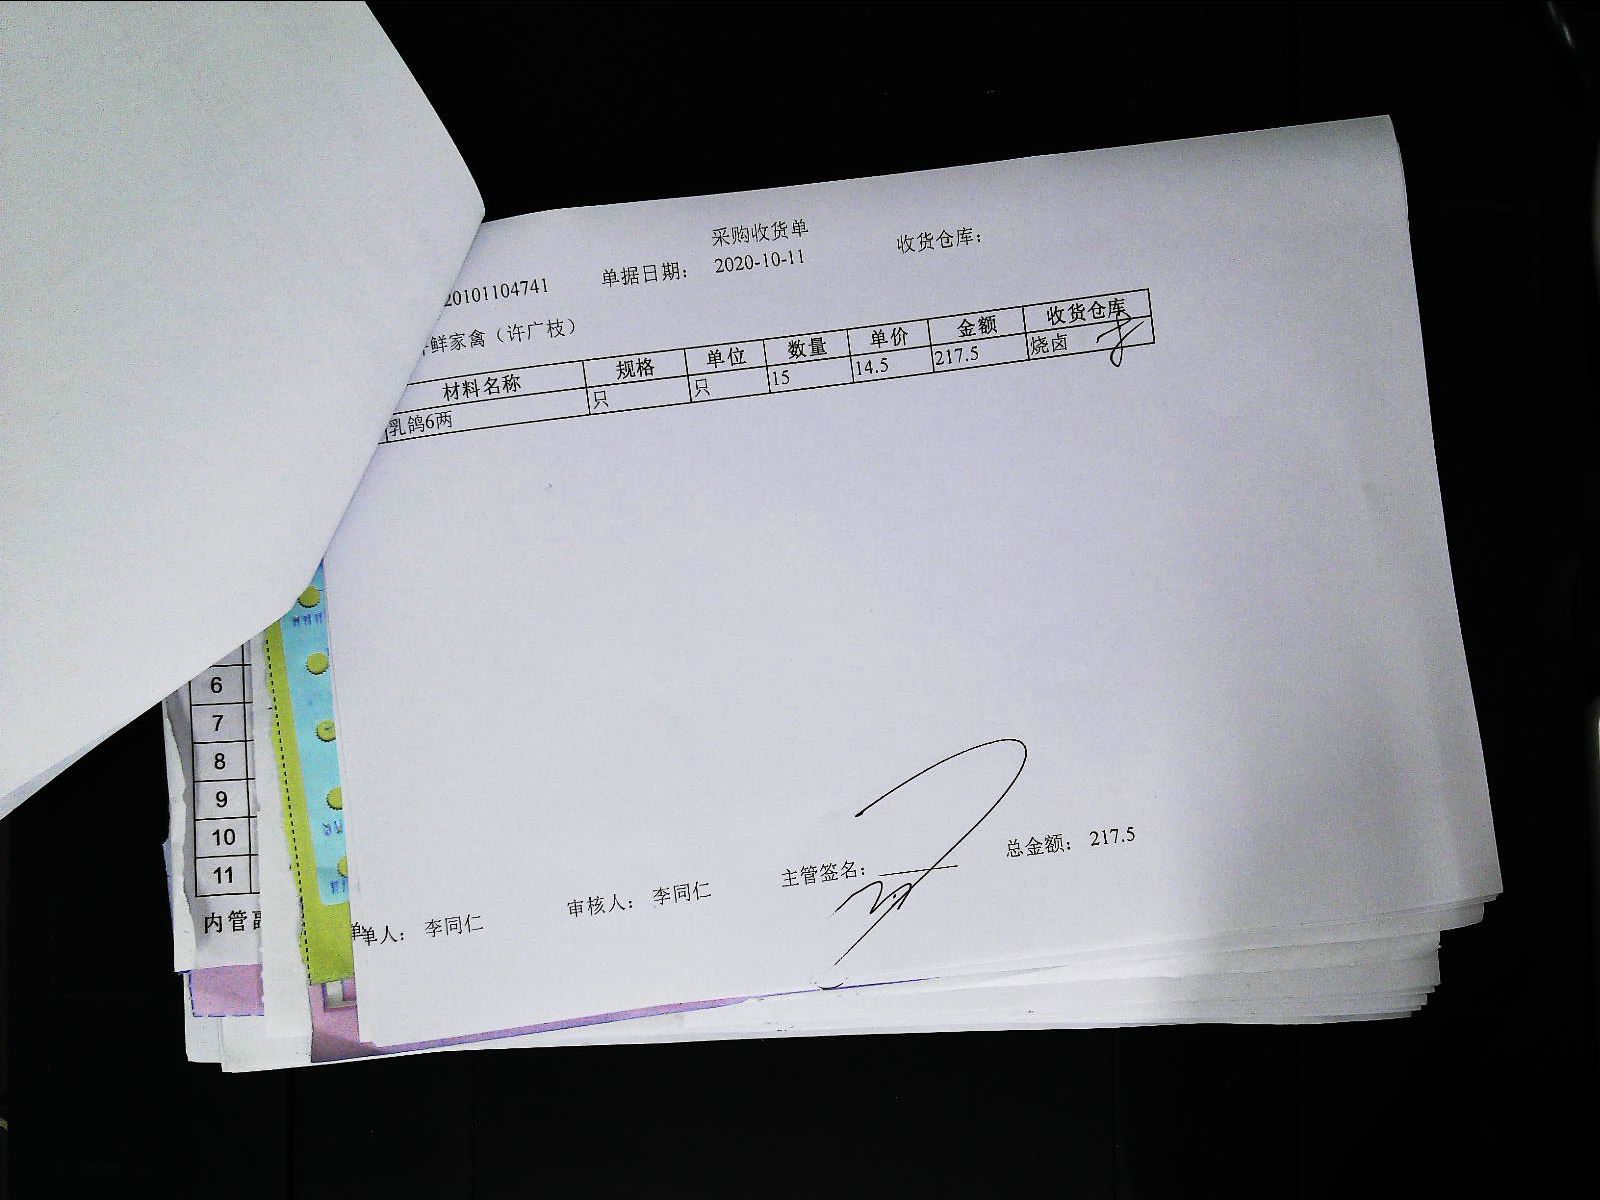 采购收货单
20101104741 单据日期： 2020-10-11 收货仓库：
鲜家禽（许广枝）
材料名称 规格 单位 数量 单价 金额 收货仓库
乳鸽6两 只 只 15 14.5 217.5 烧卤
单人： 李同仁 审核人： 李同仁 主管签名： 总金额： 217.5
6
7
8
9
10
11
内管